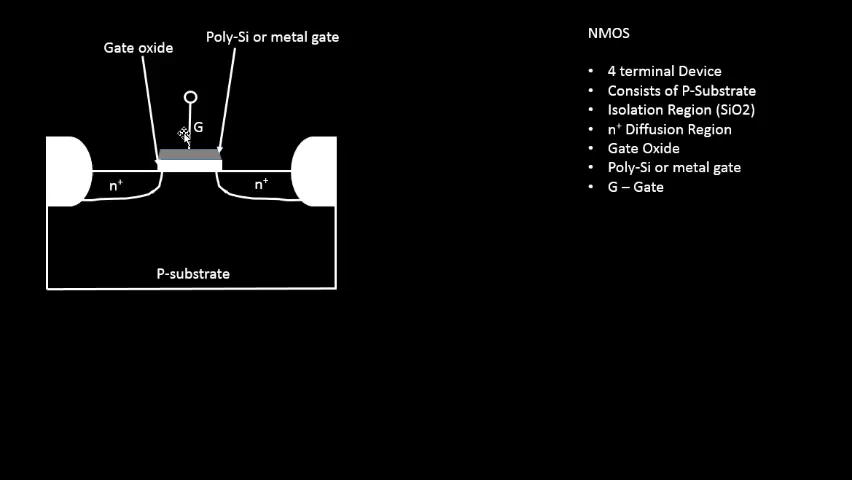 Gate oxide
Poly-Si or metal gate
G
n⁺
n⁺
P-substrate
NMOS
• 4 terminal Device
• Consists of P-Substrate
• Isolation Region (SiO2)
• n⁺ Diffusion Region
• Gate Oxide
• Poly-Si or metal gate
• G – Gate